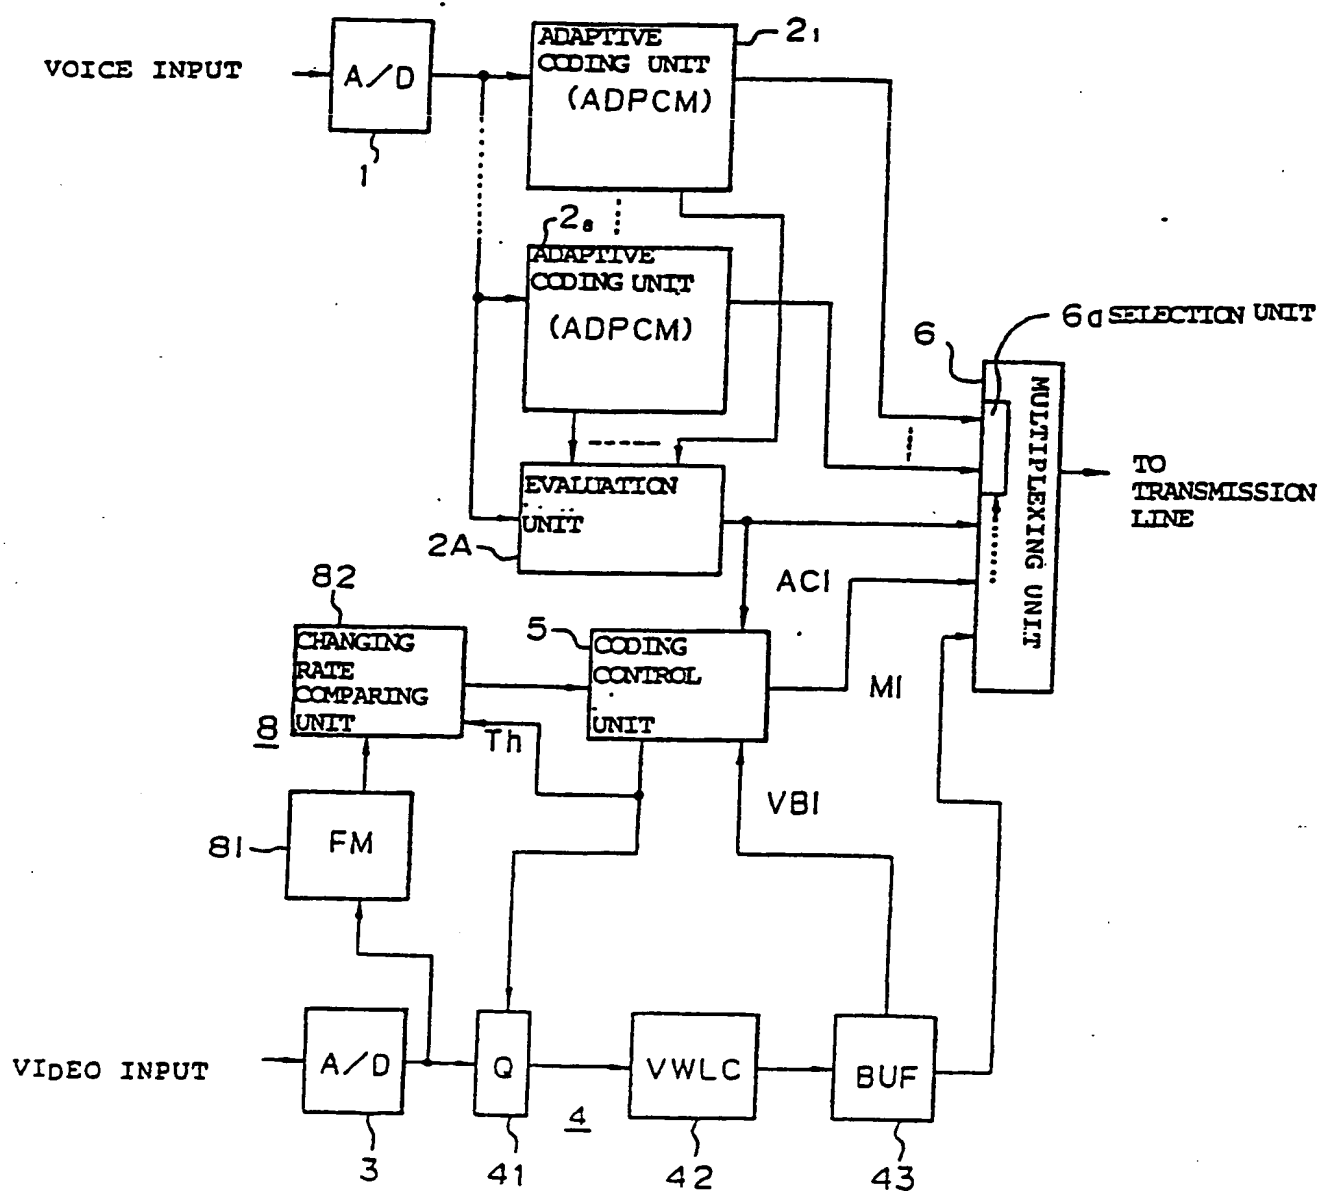 VOICE INPUT
A/D
1
ADAPTIVE
CODING UNIT
(ADPCM)
2₁
2₈
ADAPTIVE
CODING UNIT
(ADPCM)
EVALUATION
UNIT
2A
6
6a SELECTION UNIT
MULTIPLEXING UNIT
TO
TRANSMISSION
LINE
ACI
82
CHANGING
RATE
COMPARING
UNIT
8
5
CODING
CONTROL
UNIT
MI
Th
VBI
81
FM
VIDEO INPUT
A/D
3
Q
41
4
VWLC
42
BUF
43